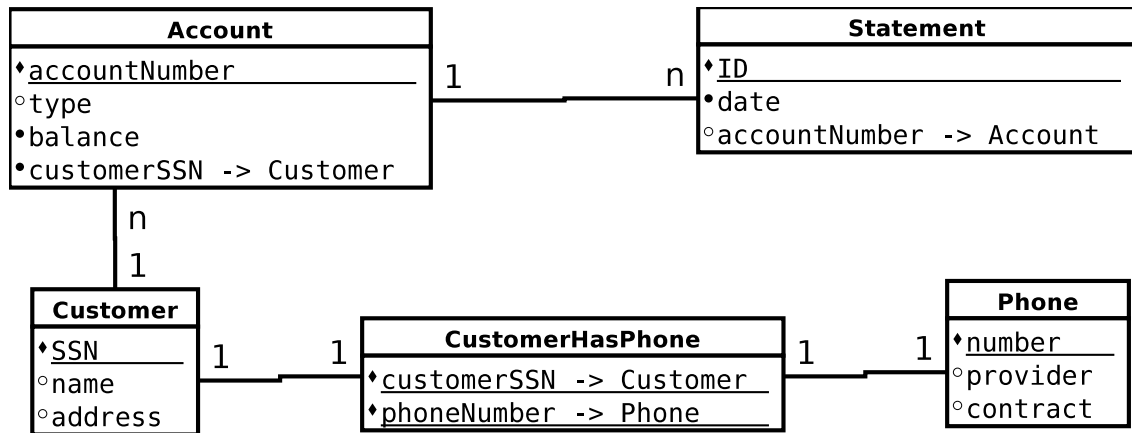 Account
accountNumber
type
balance
customerSSN -> Customer
1
n
Statement
ID
date
accountNumber -> Account
n
1
Customer
SSN
name
address
1
1
CustomerHasPhone
customerSSN -> Customer
phoneNumber -> Phone
1
1
Phone
number
provider
contract